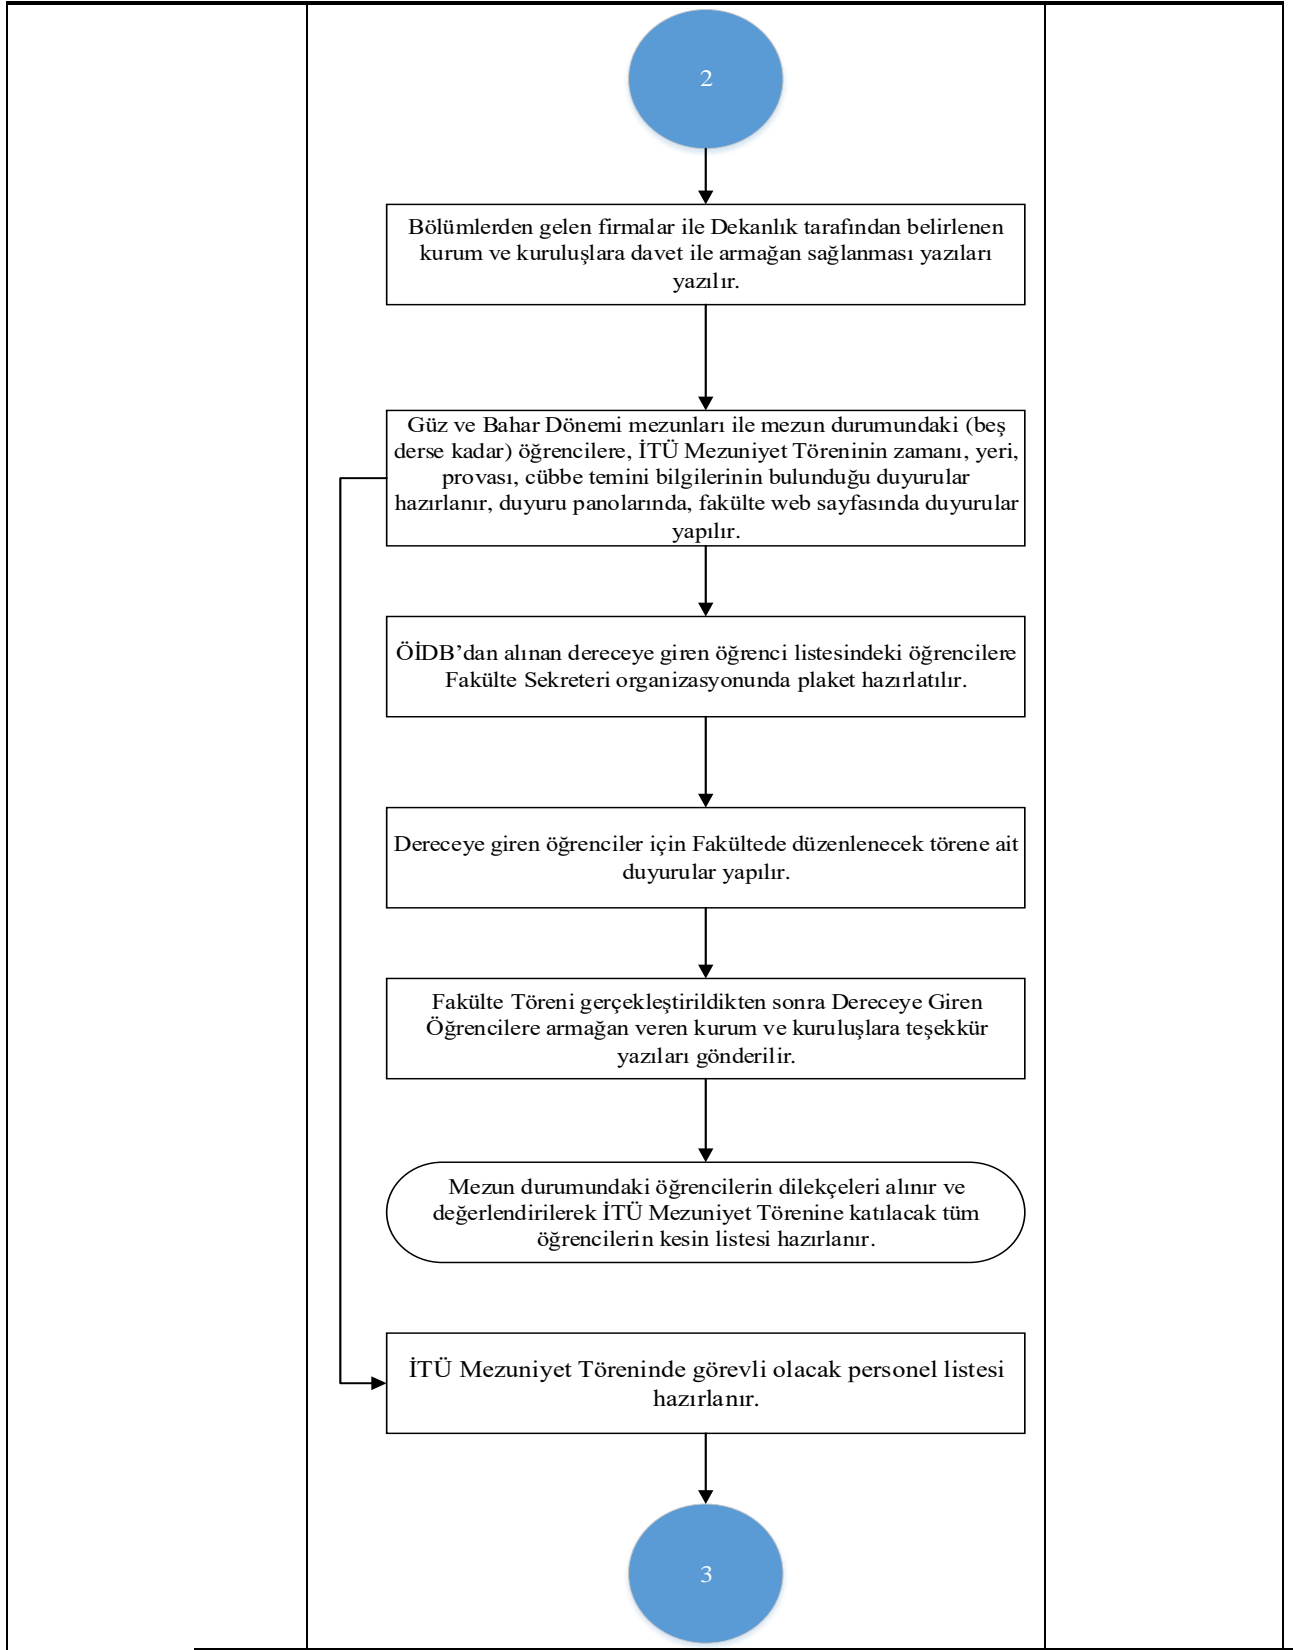 2
Bölümlerden gelen firmalar ile Dekanlık tarafından belirlenen
kurum ve kuruluşlara davet ile armağan sağlanması yazıları
yazılır.
Güz ve Bahar Dönemi mezunları ile mezun durumundaki (beş
derse kadar) öğrencilere, İTÜ Mezuniyet Töreninin zamanı, yeri,
provası, cübbe temini bilgilerinin bulunduğu duyurular
hazırlanır, duyuru panolarında, fakülte web sayfasında duyurular
yapılır.
ÖİDB’dan alınan dereceye giren öğrenci listesindeki öğrencilere
Fakülte Sekreteri organizasyonunda plaket hazırlatılır.
Dereceye giren öğrenciler için Fakültede düzenlenecek törene ait
duyurular yapılır.
Fakülte Töreni gerçekleştirildikten sonra Dereceye Giren
Öğrencilere armağan veren kurum ve kuruluşlara teşekkür
yazıları gönderilir.
Mezun durumundaki öğrencilerin dilekçeleri alınır ve
değerlendirilerek İTÜ Mezuniyet Törenine katılacak tüm
öğrencilerin kesin listesi hazırlanır.
İTÜ Mezuniyet Töreninde görevli olacak personel listesi
hazırlanır.
3